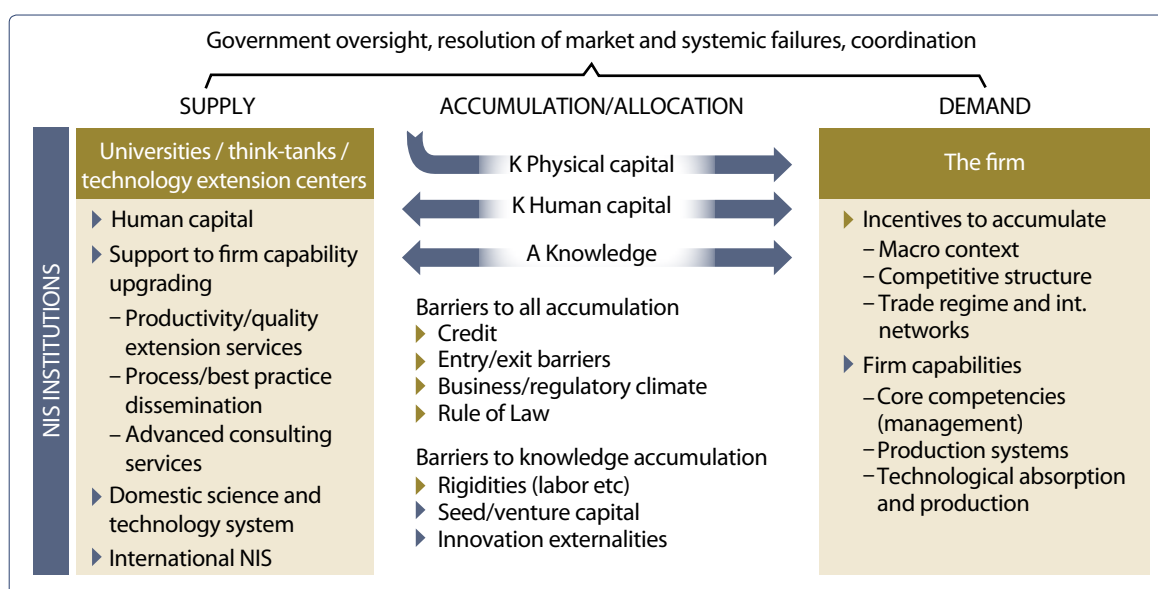 Government oversight, resolution of market and systemic failures, coordination
SUPPLY
ACCUMULATION/ALLOCATION
DEMAND
NIS INSTITUTIONS
Universities / think-tanks /
technology extension centers
Human capital
Support to firm capability
upgrading
– Productivity/quality
extension services
– Process/best practice
dissemination
– Advanced consulting
services
Domestic science and
technology system
International NIS
K Physical capital
K Human capital
A Knowledge
Barriers to all accumulation
Credit
Entry/exit barriers
Business/regulatory climate
Rule of Law
Barriers to knowledge accumulation
Rigidities (labor etc)
Seed/venture capital
Innovation externalities
The firm
Incentives to accumulate
– Macro context
– Competitive structure
– Trade regime and int.
networks
Firm capabilities
– Core competencies
(management)
– Production systems
– Technological absorption
and production